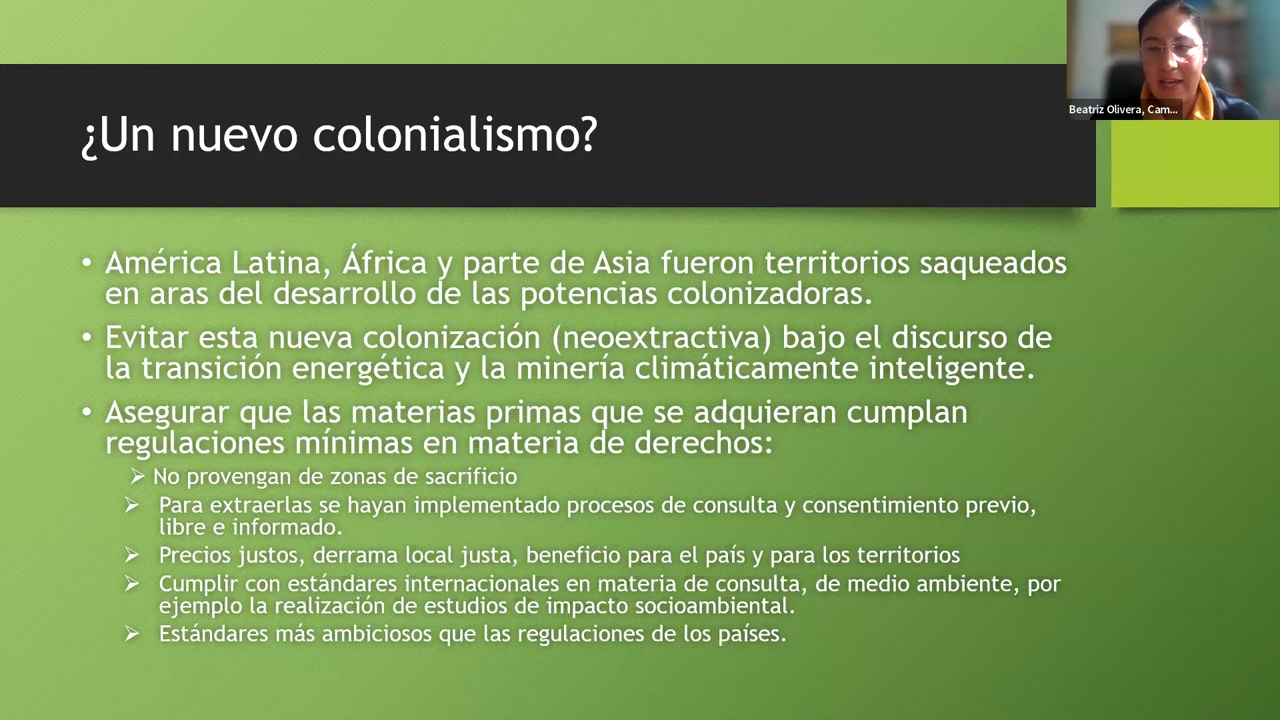 Beatriz Olivera, Cam...
¿Un nuevo colonialismo?
• América Latina, África y parte de Asia fueron territorios saqueados
en aras del desarrollo de las potencias colonizadoras.
• Evitar esta nueva colonización (neoextractiva) bajo el discurso de
la transición energética y la minería climáticamente inteligente.
• Asegurar que las materias primas que se adquieran cumplan
regulaciones mínimas en materia de derechos:
➢ No provengan de zonas de sacrificio
➢ Para extraerlas se hayan implementado procesos de consulta y consentimiento previo,
libre e informado.
➢ Precios justos, derrama local justa, beneficio para el país y para los territorios
➢ Cumplir con estándares internacionales en materia de consulta, de medio ambiente, por
ejemplo la realización de estudios de impacto socioambiental.
➢ Estándares más ambiciosos que las regulaciones de los países.